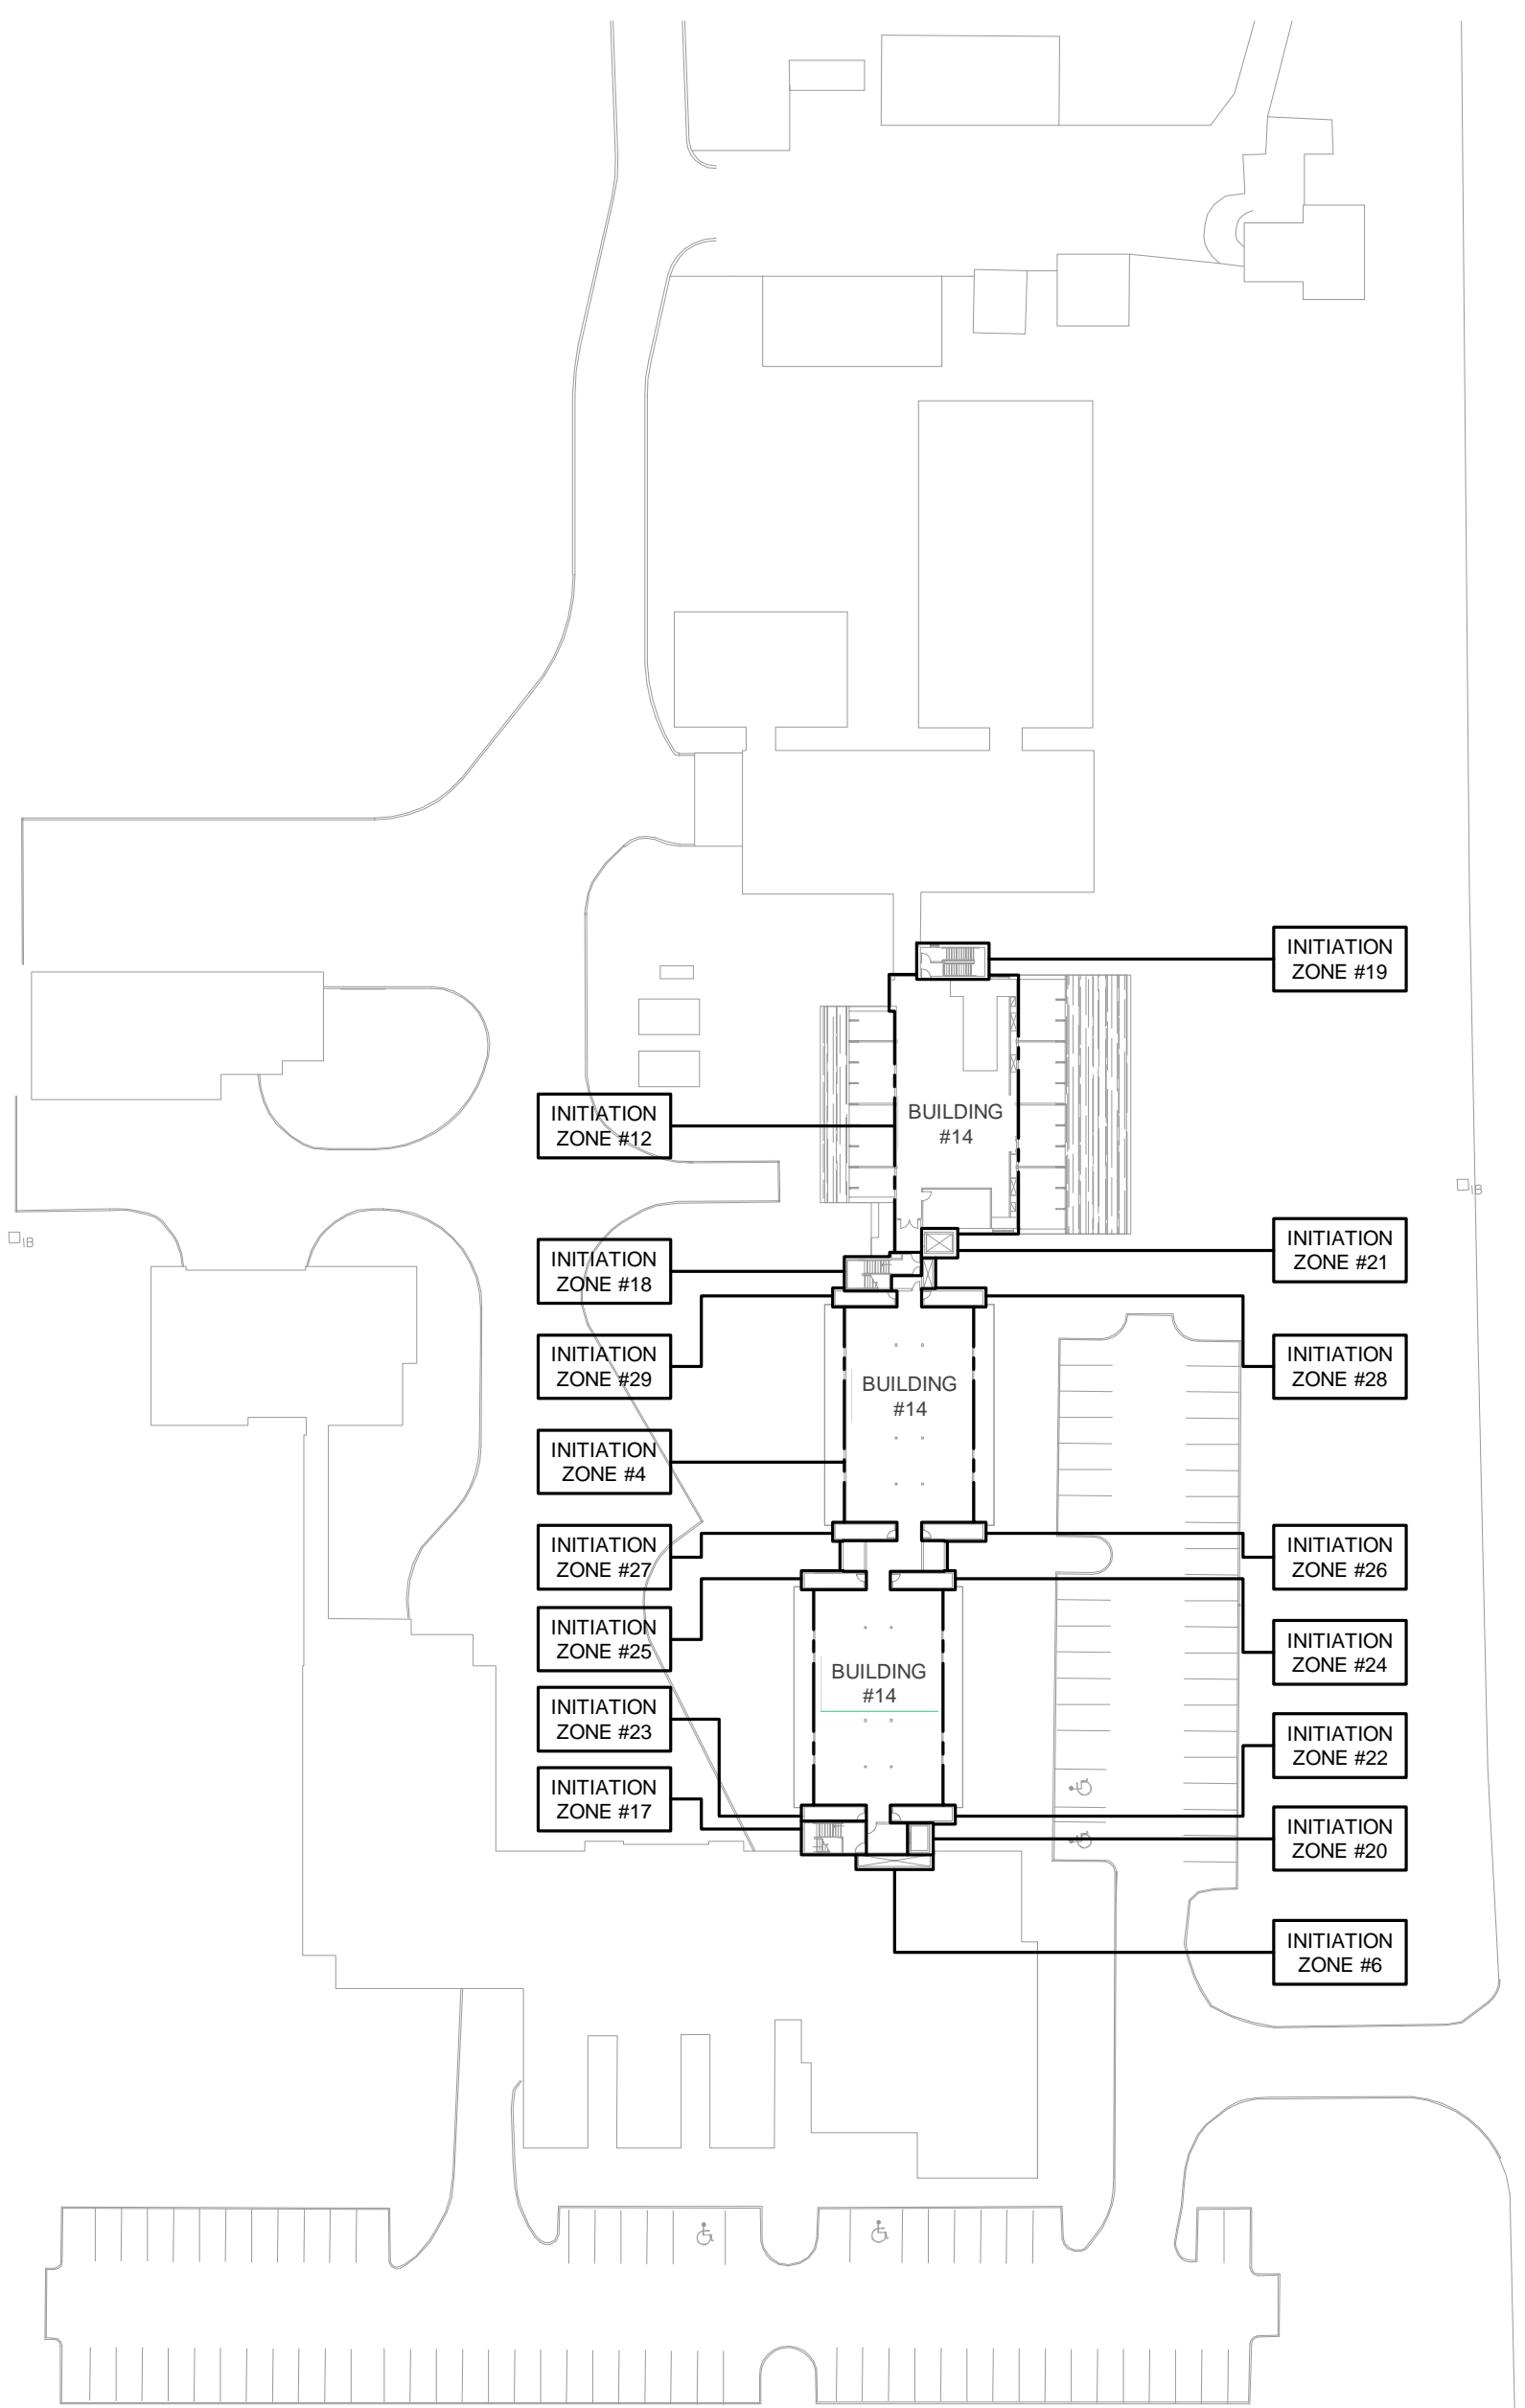 INITIATION
ZONE #19
INITIATION
ZONE #12
BUILDING
#14
IB
INITIATION
ZONE #21
IB
INITIATION
ZONE #18
INITIATION
ZONE #29
INITIATION
ZONE #28
BUILDING
#14
INITIATION
ZONE #4
INITIATION
ZONE #27
INITIATION
ZONE #26
INITIATION
ZONE #25
INITIATION
ZONE #24
BUILDING
#14
INITIATION
ZONE #23
INITIATION
ZONE #22
INITIATION
ZONE #17
INITIATION
ZONE #20
INITIATION
ZONE #6